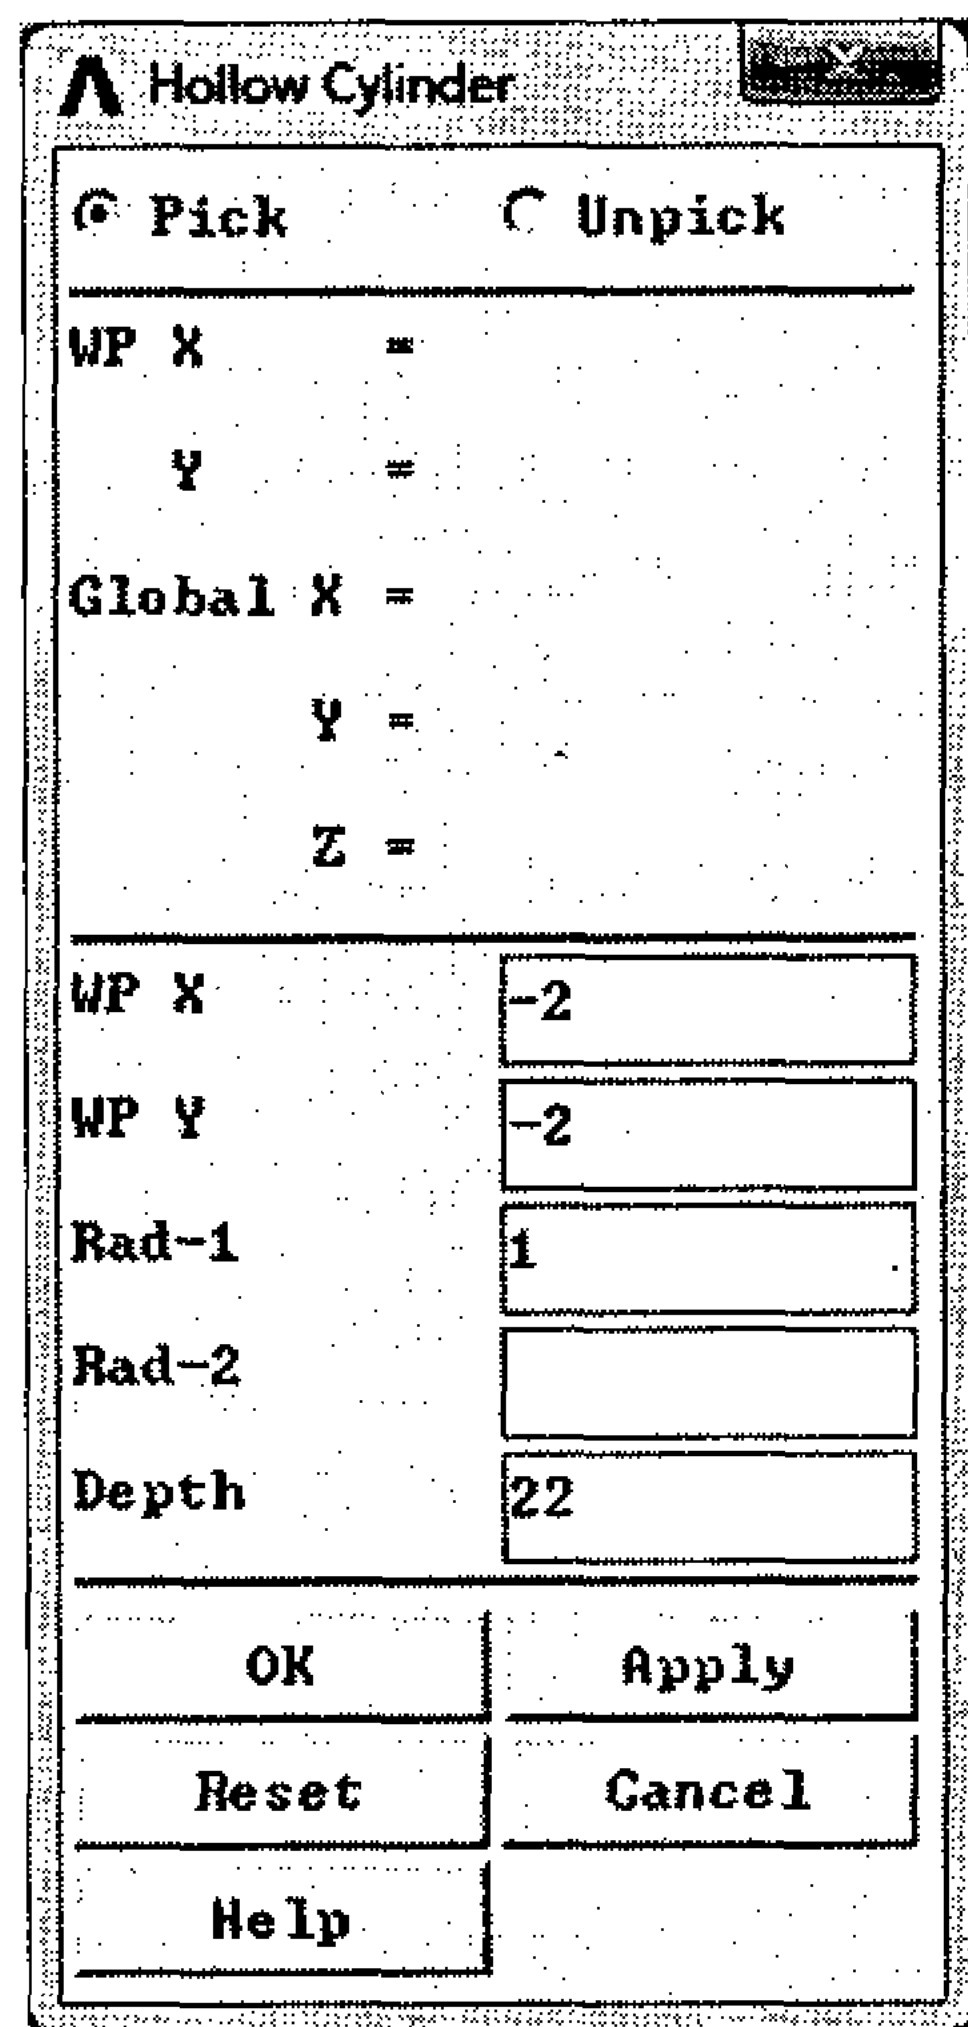 Hollow Cylinder
Pick Unpick
WP X =
Y =
Global X =
Y =
Z =
WP X -2
WP Y -2
Rad-1 1
Rad-2
Depth 22
OK Apply
Reset Cancel
Help